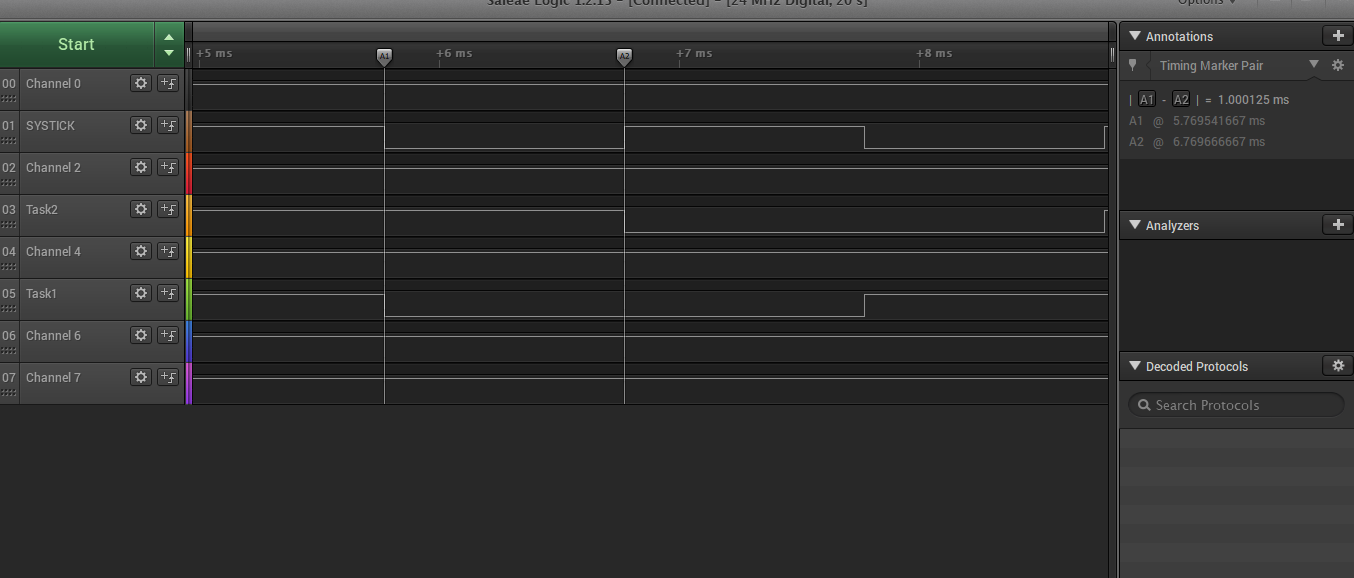 Saleae Logic 1.2.15 - [Connected] - [24 MHz Digital, 20 s]
Options
Start
+5 ms +6 ms +7 ms +8 ms
A1 A2
Annotations
Timing Marker Pair
| A1 - A2 | = 1.000125 ms
A1 @ 5.769541667 ms
A2 @ 6.769666667 ms
00 Channel 0
01 SYSTICK
02 Channel 2
03 Task2
04 Channel 4
05 Task1
06 Channel 6
07 Channel 7
Analyzers
Decoded Protocols
Search Protocols